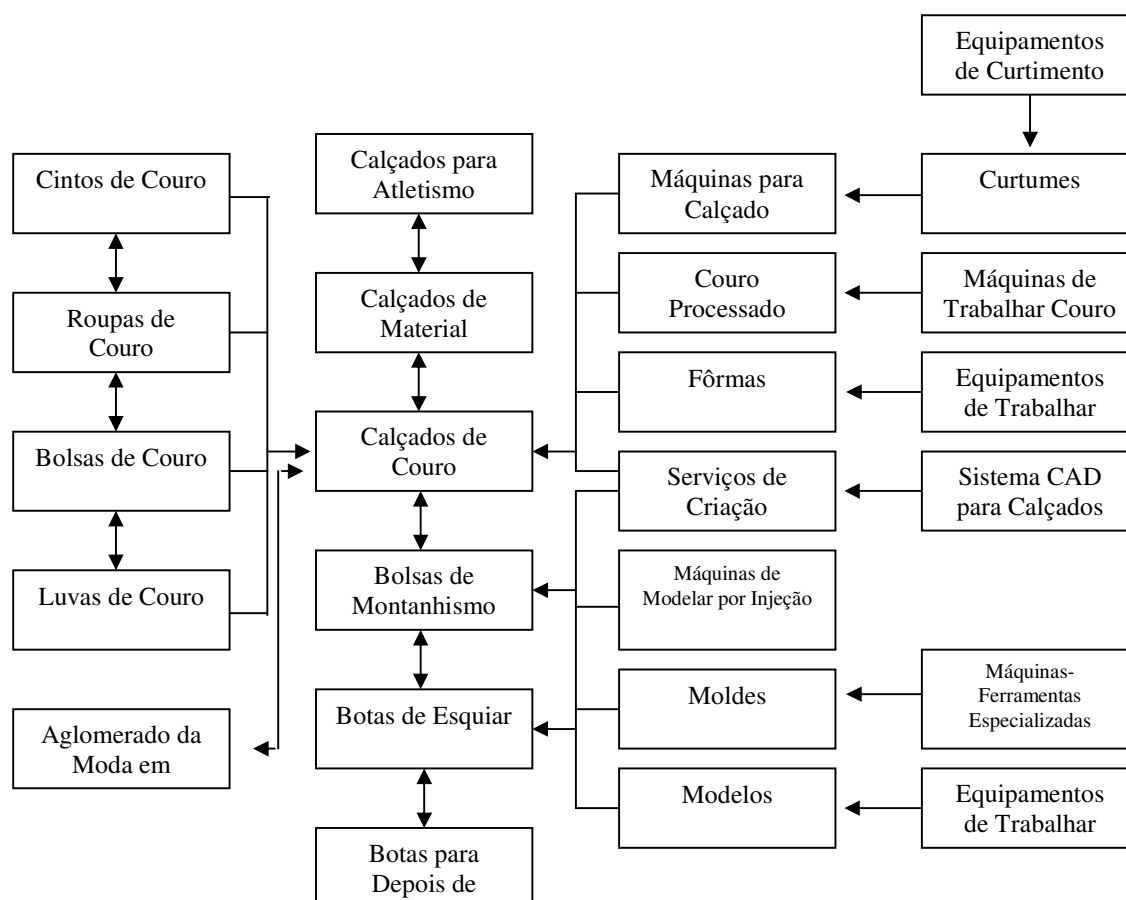 Equipamentos
de Curtimento
Cintos de Couro
Calçados para
Atletismo
Máquinas para
Calçado
Curtumes
Roupas de
Couro
Calçados de
Material
Couro
Processado
Máquinas de
Trabalhar Couro
Fôrmas
Equipamentos
de Trabalhar
Bolsas de Couro
Calçados de
Couro
Serviços de
Criação
Sistema CAD
para Calçados
Luvas de Couro
Bolsas de
Montanhismo
Máquinas de
Modelar por Injeção
Aglomerado da
Moda em
Botas de Esquiar
Moldes
Máquinas-
Ferramentas
Especializadas
Botas para
Depois de
Modelos
Equipamentos
de Trabalhar